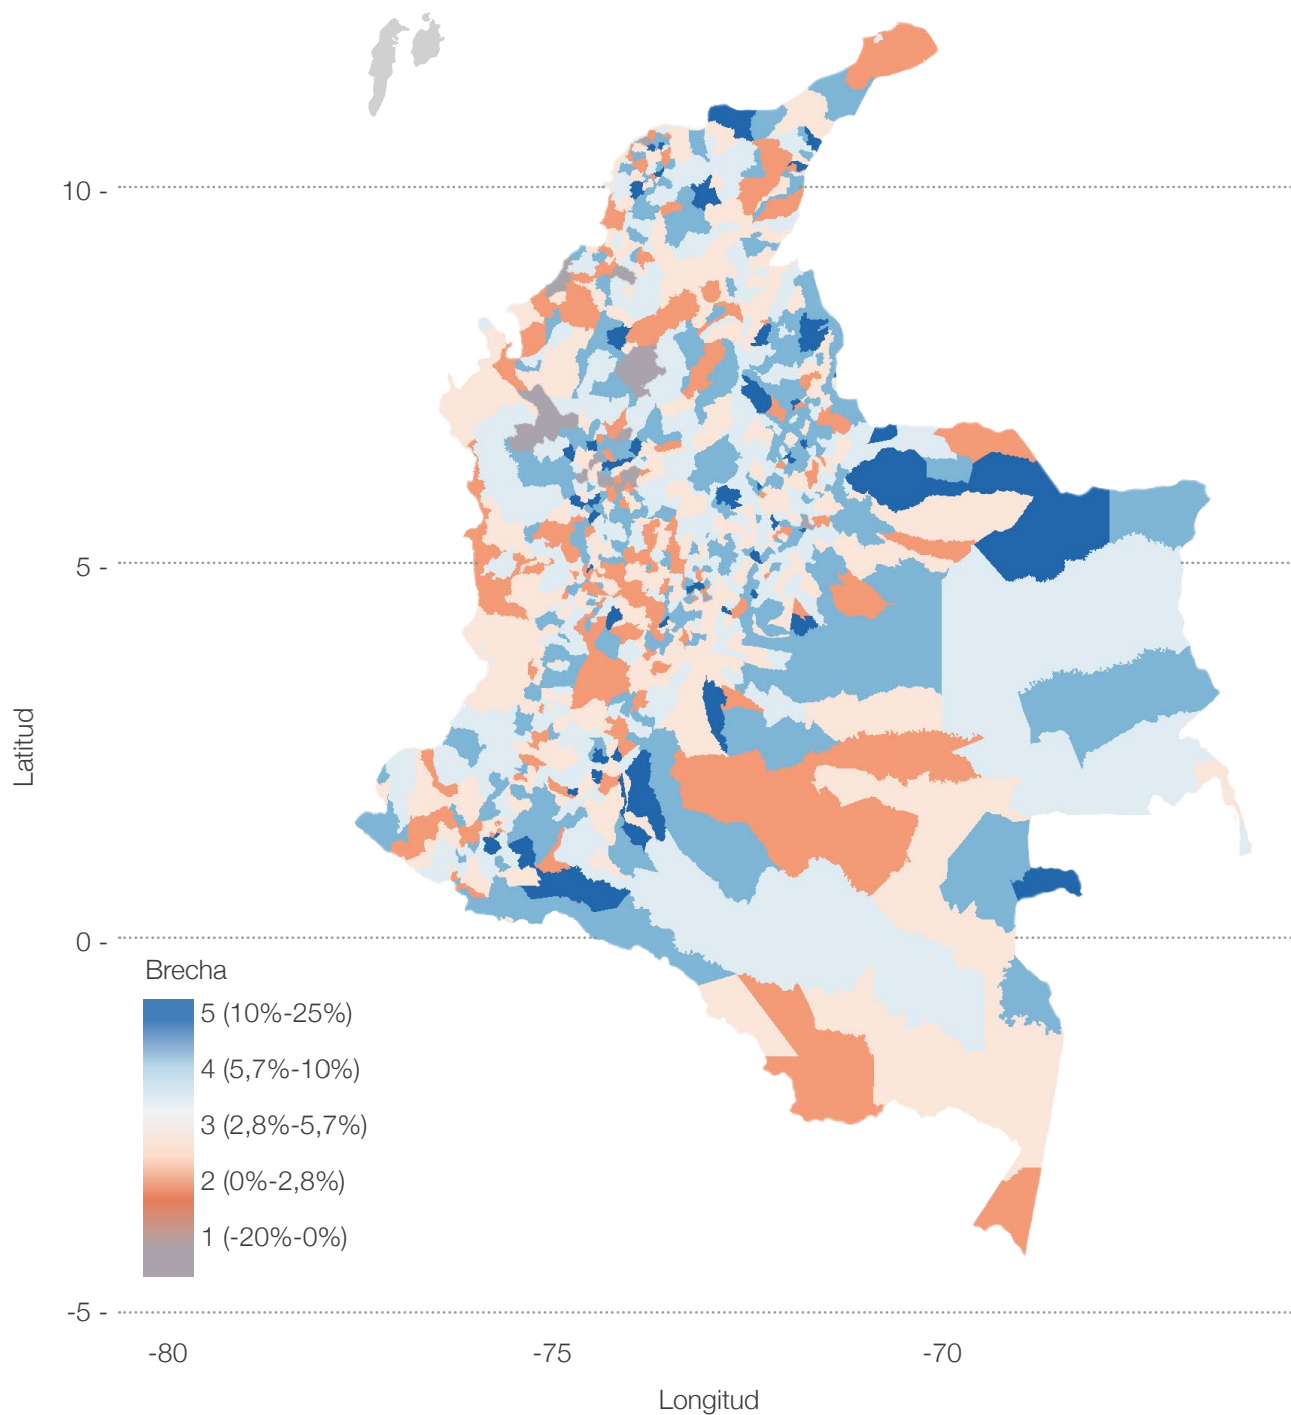 10 -
5 -
Latitud
0 -
Brecha
5 (10%-25%)
4 (5,7%-10%)
3 (2,8%-5,7%)
2 (0%-2,8%)
1 (-20%-0%)
-5 -
-80 -75 -70
Longitud